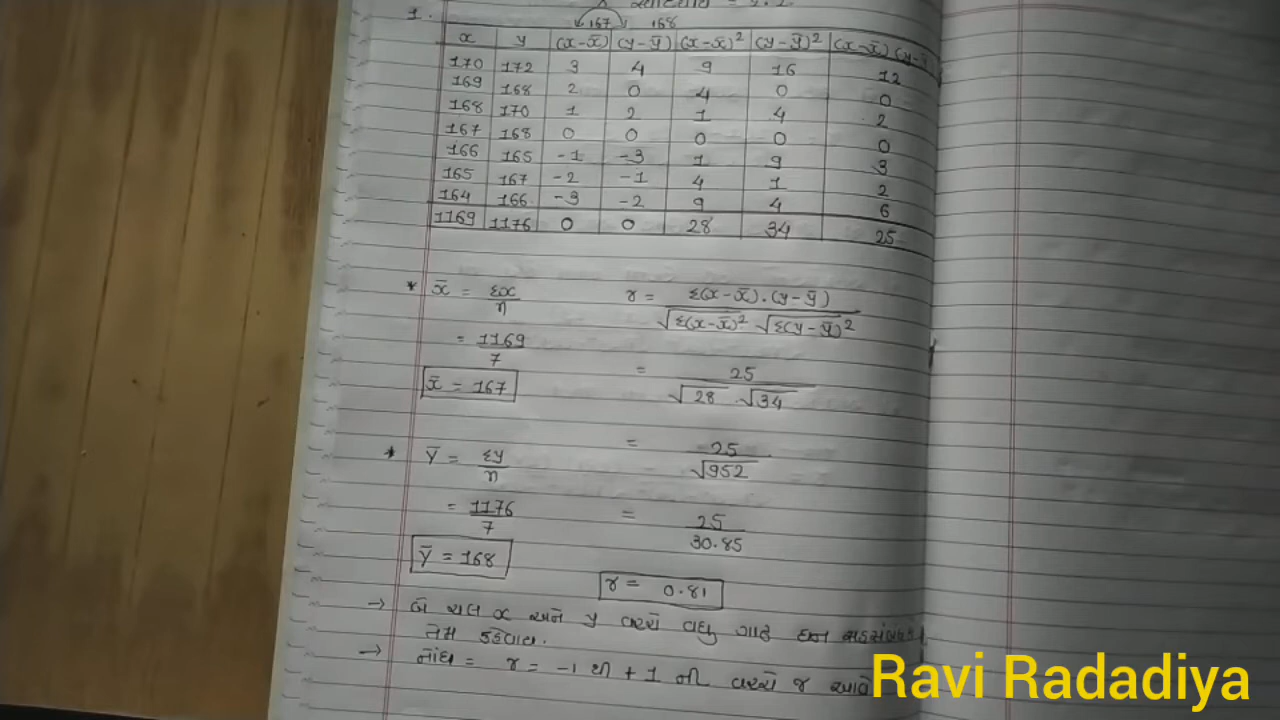 1.
167 168
x y (x-x̄) (y-ȳ) (x-x̄)² (y-ȳ)² (x-x̄)(y-ȳ)
170 172 3 4 9 16 12
169 168 2 0 4 0 0
168 170 1 2 1 4 2
167 168 0 0 0 0 0
166 165 -1 -3 1 9 3
165 167 -2 -1 4 1 2
164 166 -3 -2 9 4 6
1169 1176 0 0 28 34 25
* x̄ = Σx/n
r = Σ(x-x̄).(y-ȳ) / √Σ(x-x̄)² √Σ(y-ȳ)²
= 1169/7
= 25 / √28 . √34
x̄ = 167
* ȳ = Σy/n
= 25/√952
= 1176/7
= 25/30.85
ȳ = 168
r = 0.81
→ બે ચલ x અને y વચ્ચે વધુ ગાઢ ધન સહસંબંધ
તેમ કહેવાય.
→ નોંધ = r = -1 થી +1 ની વચ્ચે જ આવે
Ravi Radadiya